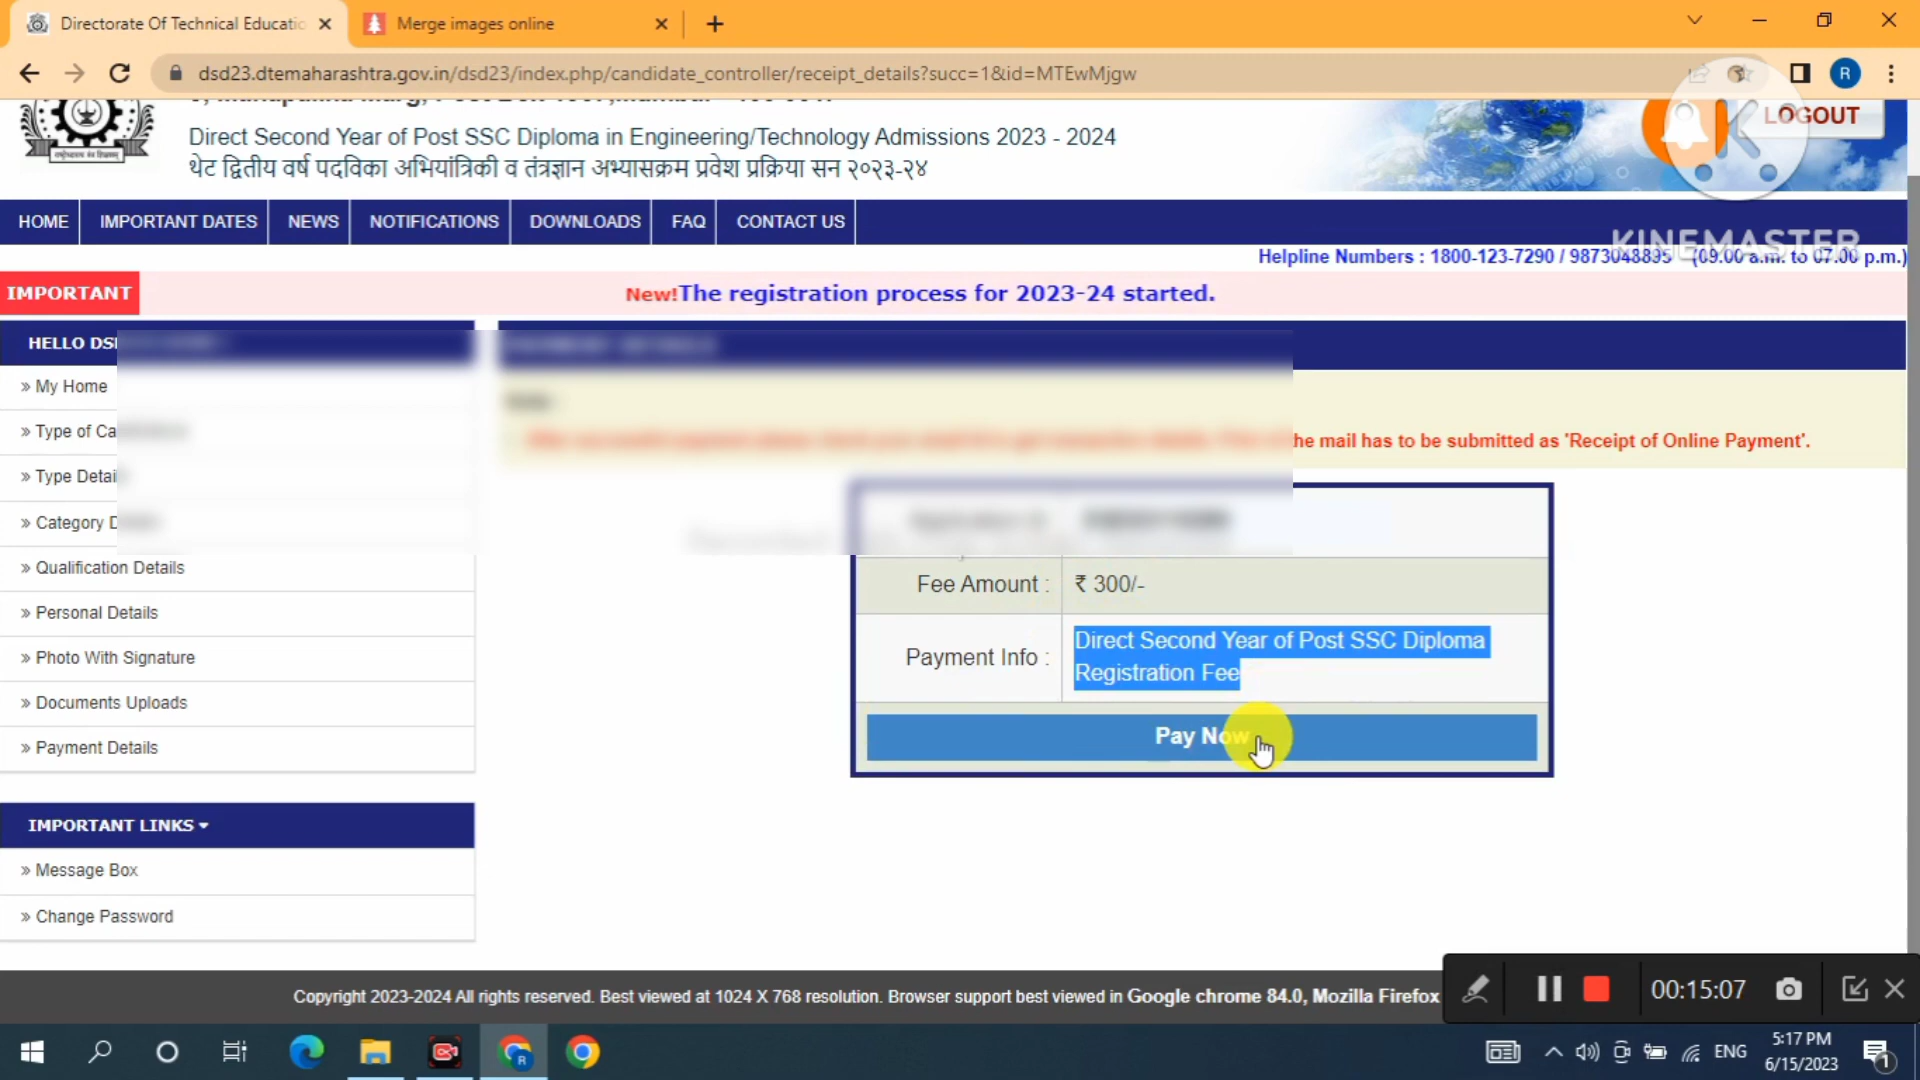 Directorate Of Technical Educatio
Merge images online
dsd23.dtemaharashtra.gov.in/dsd23/index.php/candidate_controller/receipt_details?succ=1&id=MTEwMjgw
R
Direct Second Year of Post SSC Diploma in Engineering/Technology Admissions 2023 - 2024
थेट द्वितीय वर्ष पदविका अभियांत्रिकी व तंत्रज्ञान अभ्यासक्रम प्रवेश प्रक्रिया सन २०२३-२४
LOGOUT
K
HOME
IMPORTANT DATES
NEWS
NOTIFICATIONS
DOWNLOADS
FAQ
CONTACT US
KINEMASTER
Helpline Numbers : 1800-123-7290 / 9873048895 (09.00 a.m. to 07.00 p.m.)
IMPORTANT
New!The registration process for 2023-24 started.
HELLO
» My Home
» Type of
» Type
» Category
» Qualification Details
» Personal Details
» Photo With Signature
» Documents Uploads
» Payment Details
he mail has to be submitted as 'Receipt of Online Payment'.
Fee Amount : ₹ 300/-
Payment Info : Direct Second Year of Post SSC Diploma
Registration Fee
Pay Now
IMPORTANT LINKS
» Message Box
» Change Password
Copyright 2023-2024 All rights reserved. Best viewed at 1024 X 768 resolution. Browser support best viewed in Google chrome 84.0, Mozilla Firefox
00:15:07
R
ENG
5:17 PM
6/15/2023
1